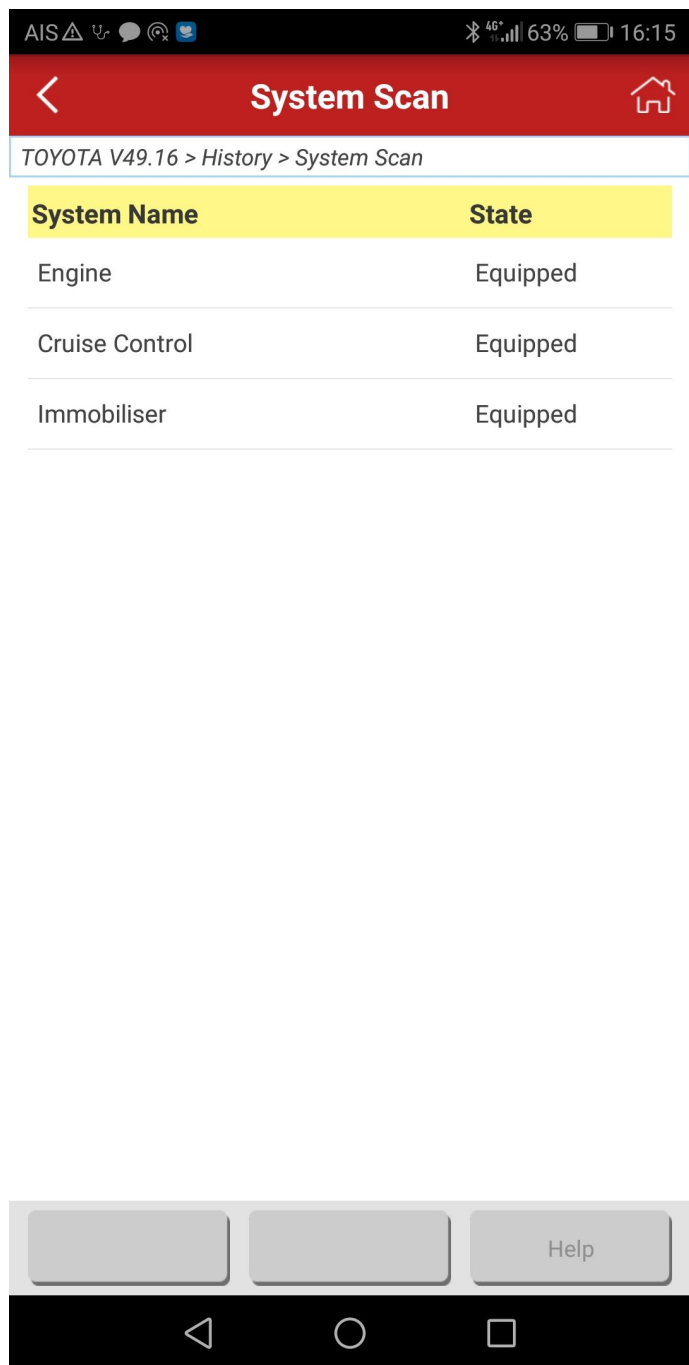 AIS 4G+ 63% 16:15
System Scan
TOYOTA V49.16 > History > System Scan
System Name State
Engine Equipped
Cruise Control Equipped
Immobiliser Equipped
Help